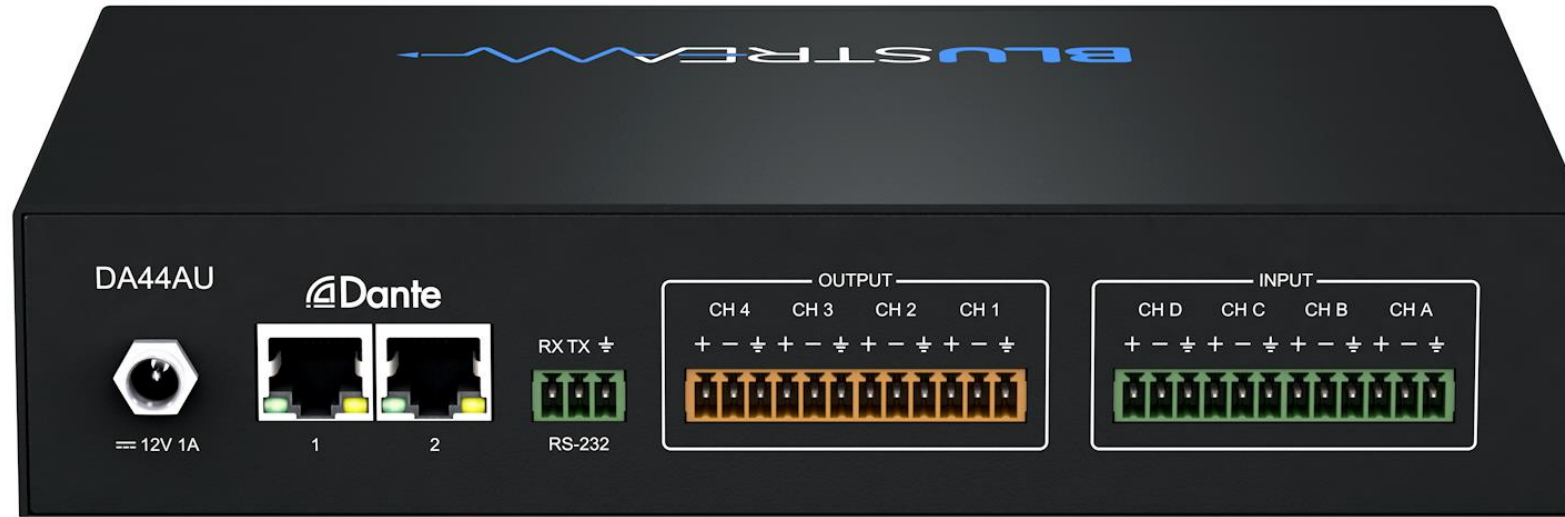 BLUSTREAM
DA44AU
Dante
OUTPUT
INPUT
CH 4 CH 3 CH 2 CH 1
CH D CH C CH B CH A
RX TX ⏚
+ − ⏚ + − ⏚ + − ⏚ + − ⏚
+ − ⏚ + − ⏚ + − ⏚ + − ⏚
⎓ 12V 1A
1
2
RS-232